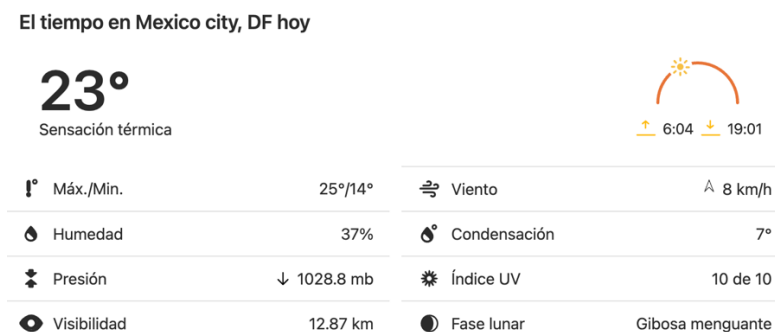 El tiempo en Mexico city, DF hoy
23°
Sensación térmica
6:04 19:01
Máx./Min. 25°/14°
Viento 8 km/h
Humedad 37%
Condensación 7°
Presión ↓ 1028.8 mb
Índice UV 10 de 10
Visibilidad 12.87 km
Fase lunar Gibosa menguante